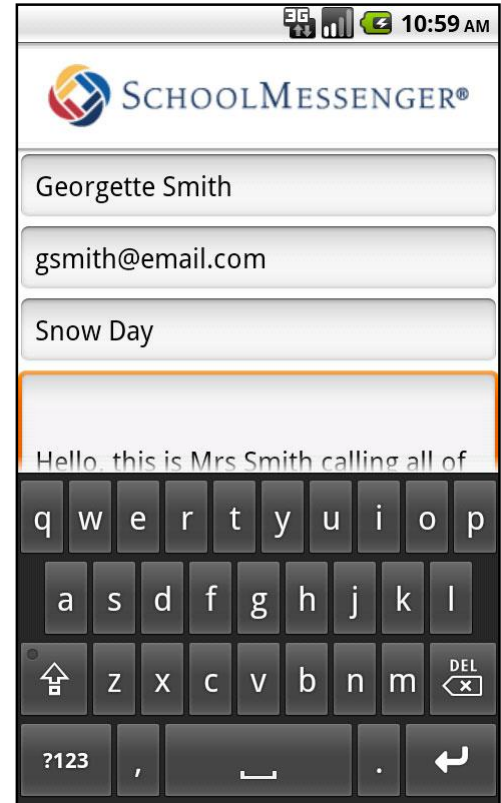 3G 10:59 AM
SCHOOLMESSENGER®
Georgette Smith
gsmith@email.com
Snow Day
Hello, this is Mrs Smith calling all of
q w e r t y u i o p
a s d f g h j k l
z x c v b n m DEL
?123 , .